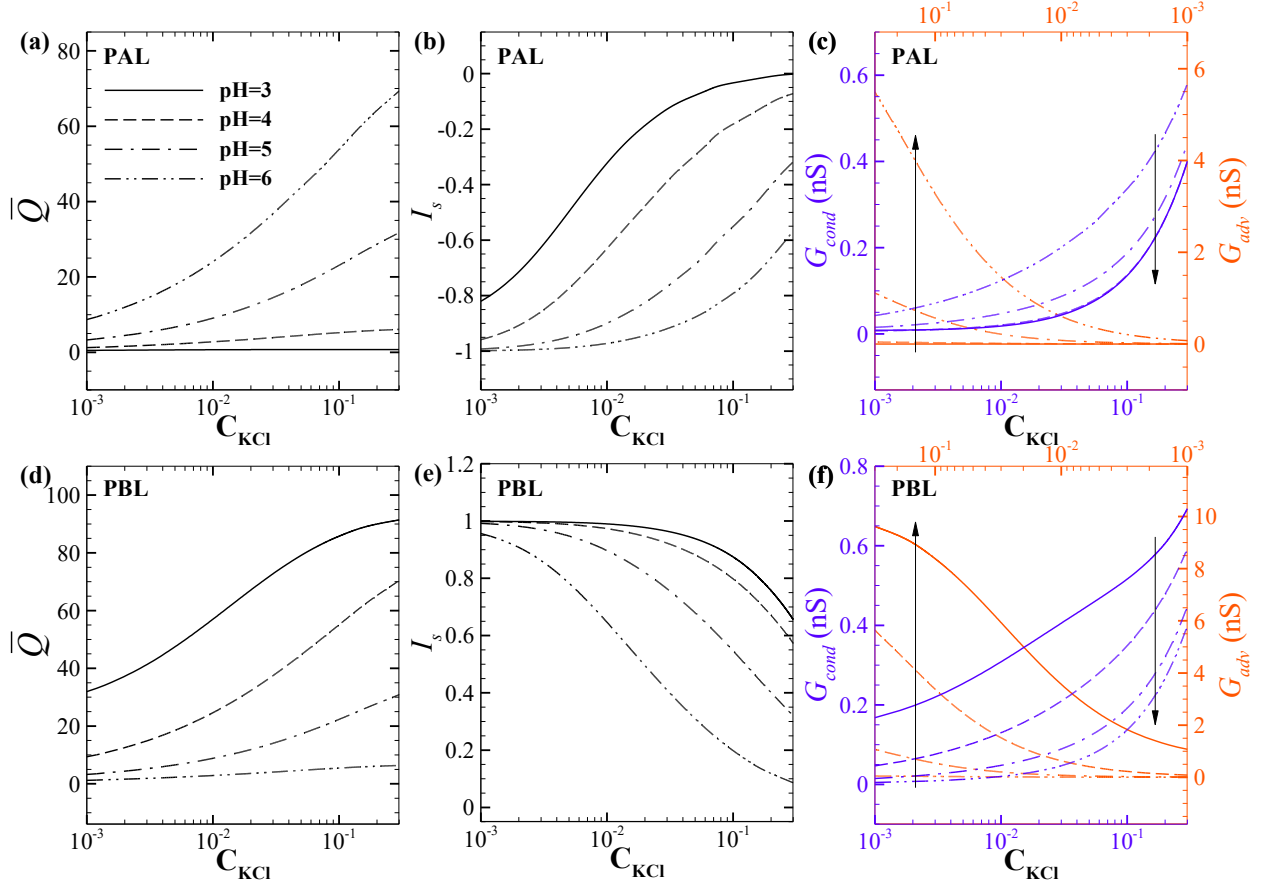 (a)
PAL
pH=3
pH=4
pH=5
pH=6
80
60
40
20
0
Q̅
10⁻³
10⁻²
10⁻¹
C_KCl
(b)
PAL
0
-0.2
-0.4
-0.6
-0.8
-1
I_s
10⁻³
10⁻²
10⁻¹
C_KCl
(c)
PAL
10⁻¹
10⁻²
10⁻³
0.6
0.4
0.2
0
G_cond (nS)
6
4
2
0
G_adv (nS)
10⁻³
10⁻²
10⁻¹
C_KCl
(d)
PBL
100
80
60
40
20
0
Q̅
10⁻³
10⁻²
10⁻¹
C_KCl
(e)
PBL
1.2
1
0.8
0.6
0.4
0.2
0
I_s
10⁻³
10⁻²
10⁻¹
C_KCl
(f)
PBL
10⁻¹
10⁻²
10⁻³
0.8
0.6
0.4
0.2
0
G_cond (nS)
10
8
6
4
2
0
G_adv (nS)
10⁻³
10⁻²
10⁻¹
C_KCl